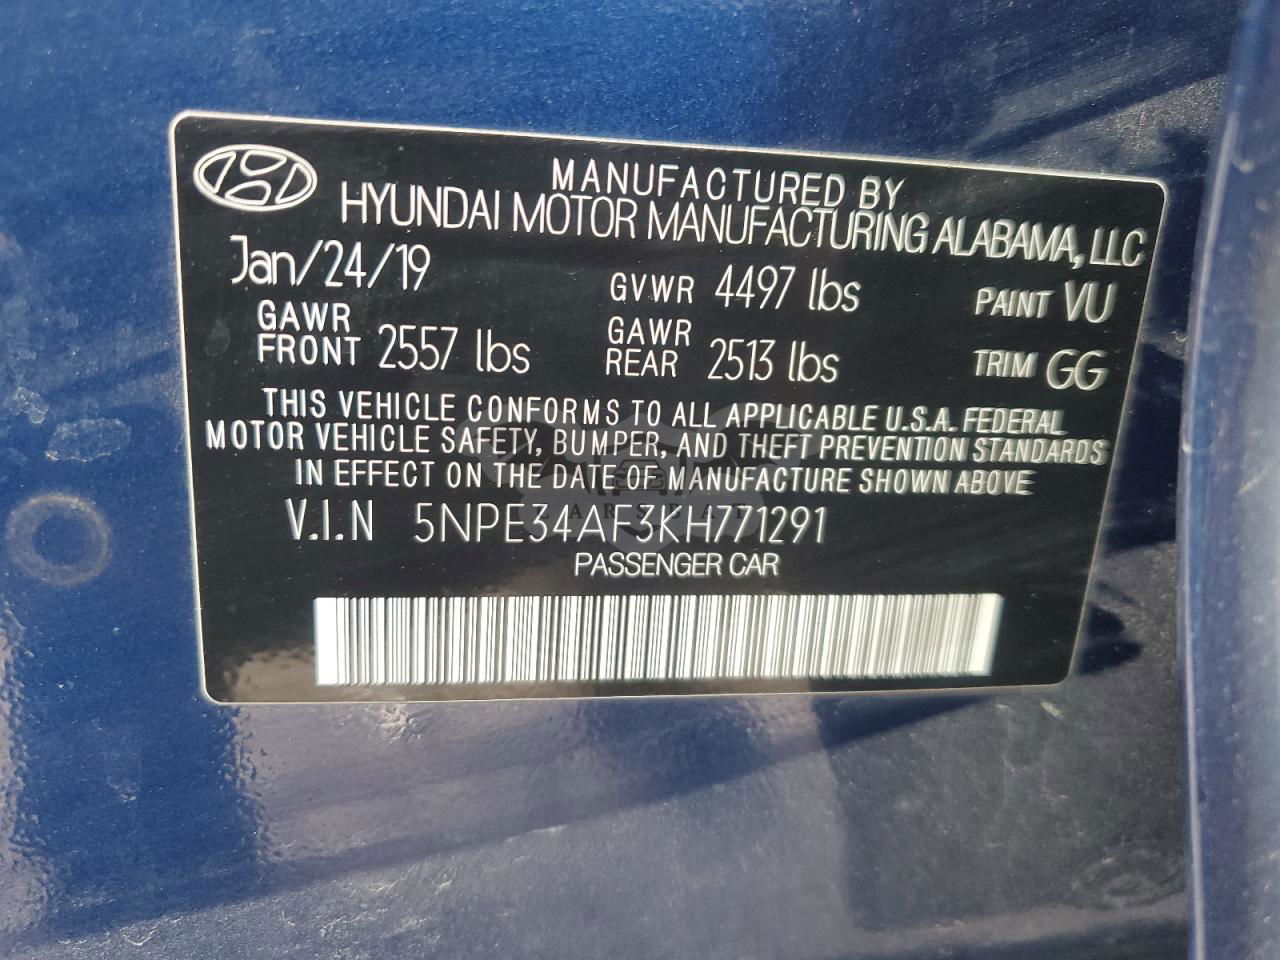 MANUFACTURED BY
HYUNDAI MOTOR MANUFACTURING ALABAMA, LLC
Jan/24/19 GVWR 4497 lbs PAINT VU
GAWR FRONT 2557 lbs GAWR REAR 2513 lbs TRIM GG
THIS VEHICLE CONFORMS TO ALL APPLICABLE U.S.A. FEDERAL
MOTOR VEHICLE SAFETY, BUMPER, AND THEFT PREVENTION STANDARDS
IN EFFECT ON THE DATE OF MANUFACTURE SHOWN ABOVE
V.I.N 5NPE34AF3KH771291
PASSENGER CAR